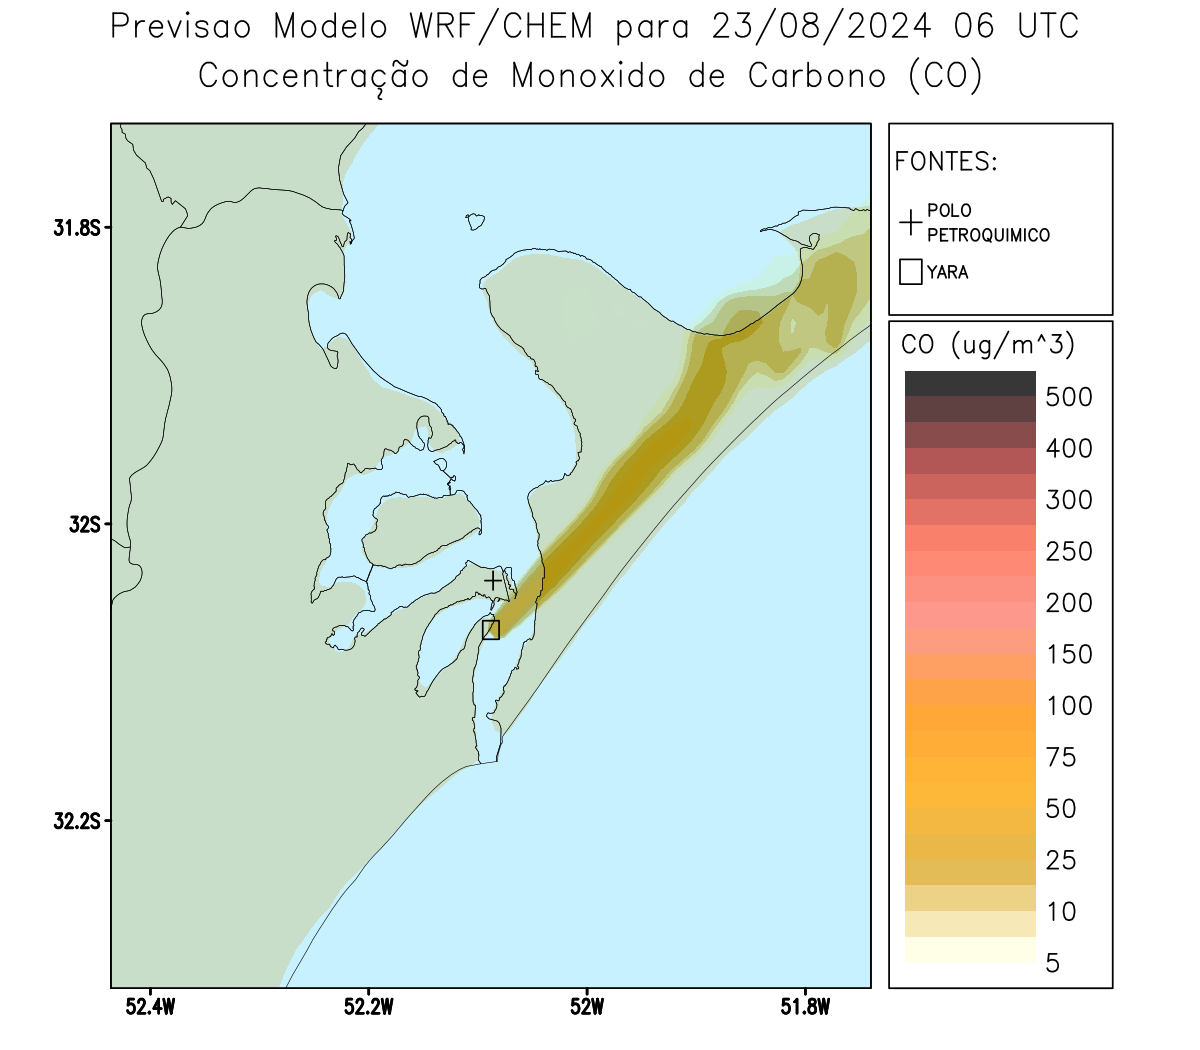 Previsao Modelo WRF/CHEM para 23/08/2024 06 UTC
Concentração de Monoxido de Carbono (CO)
FONTES:
POLO
PETROQUIMICO
YARA
31.8S
32S
32.2S
52.4W
52.2W
52W
51.8W
CO (ug/m^3)
500
400
300
250
200
150
100
75
50
25
10
5